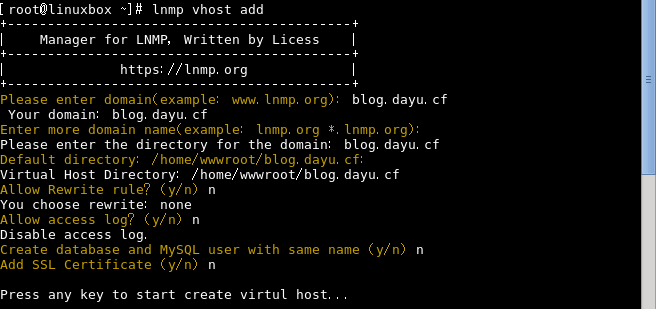 [root@linuxbox ~]# lnmp vhost add
+-------------------------------------------+
|    Manager for LNMP, Written by Licess    |
+-------------------------------------------+
|              https://lnmp.org             |
+-------------------------------------------+
Please enter domain(example: www.lnmp.org): blog.dayu.cf
 Your domain: blog.dayu.cf
Enter more domain name(example: lnmp.org *.lnmp.org):
Please enter the directory for the domain: blog.dayu.cf
Default directory: /home/wwwroot/blog.dayu.cf:
Virtual Host Directory: /home/wwwroot/blog.dayu.cf
Allow Rewrite rule? (y/n) n
You choose rewrite: none
Allow access log? (y/n) n
Disable access log.
Create database and MySQL user with same name (y/n) n
Add SSL Certificate (y/n) n
Press any key to start create virtul host...